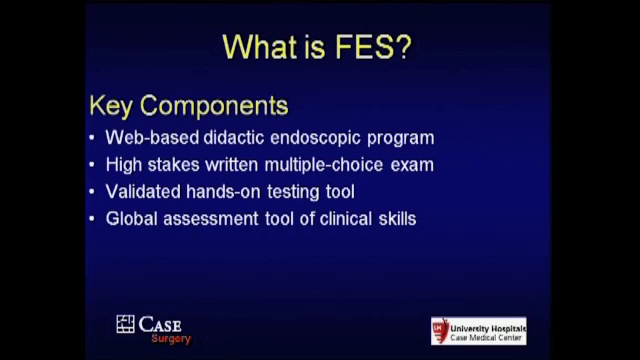 What is FES?
Key Components
• Web-based didactic endoscopic program
• High stakes written multiple-choice exam
• Validated hands-on testing tool
• Global assessment tool of clinical skills
CASE
Surgery
University Hospitals
Case Medical Center